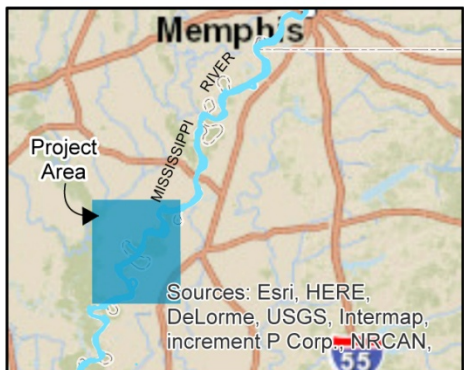 Memphis
RIVER
MISSISSIPPI
Project
Area
Sources: Esri, HERE,
DeLorme, USGS, Intermap,
increment P Corp., NRCAN,
55